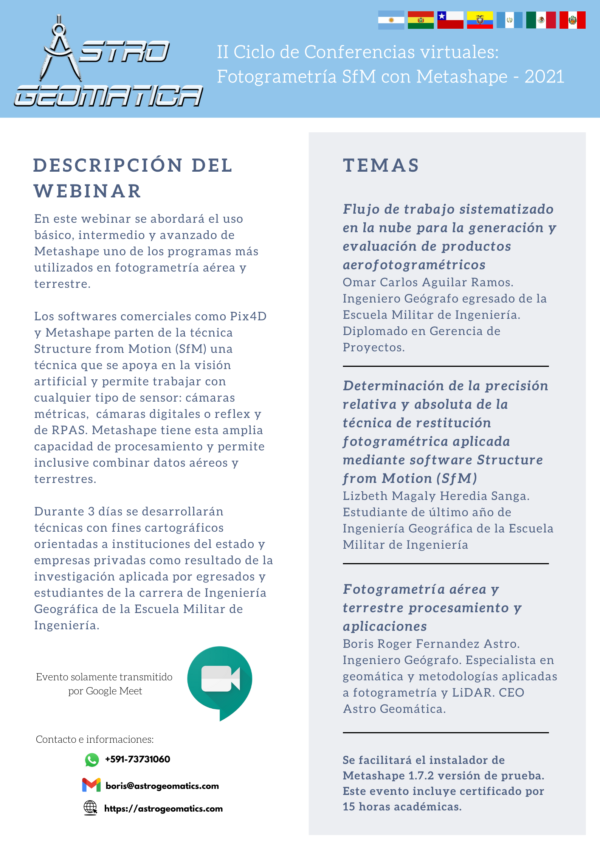 ASTRO
GEOMATICA
II Ciclo de Conferencias virtuales:
Fotogrametría SfM con Metashape - 2021
DESCRIPCIÓN DEL
WEBINAR
En este webinar se abordará el uso
básico, intermedio y avanzado de
Metashape uno de los programas más
utilizados en fotogrametría aérea y
terrestre.
Los softwares comerciales como Pix4D
y Metashape parten de la técnica
Structure from Motion (SfM) una
técnica que se apoya en la visión
artificial y permite trabajar con
cualquier tipo de sensor: cámaras
métricas,  cámaras digitales o reflex y
de RPAS. Metashape tiene esta amplia
capacidad de procesamiento y permite
inclusive combinar datos aéreos y
terrestres.
Durante 3 días se desarrollarán
técnicas con fines cartográficos
orientadas a instituciones del estado y
empresas privadas como resultado de la
investigación aplicada por egresados y
estudiantes de la carrera de Ingeniería
Geográfica de la Escuela Militar de
Ingeniería.
Evento solamente transmitido
por Google Meet
Contacto e informaciones:
+591-73731060
boris@astrogeomatics.com
https://astrogeomatics.com
TEMAS
Flujo de trabajo sistematizado
en la nube para la generación y
evaluación de productos
aerofotogramétricos
Omar Carlos Aguilar Ramos.
Ingeniero Geógrafo egresado de la
Escuela Militar de Ingeniería.
Diplomado en Gerencia de
Proyectos.
Determinación de la precisión
relativa y absoluta de la
técnica de restitución
fotogramétrica aplicada
mediante software Structure
from Motion (SfM)
Lizbeth Magaly Heredia Sanga.
Estudiante de último año de
Ingeniería Geográfica de la Escuela
Militar de Ingeniería
Fotogrametría aérea y
terrestre procesamiento y
aplicaciones
Boris Roger Fernandez Astro.
Ingeniero Geógrafo. Especialista en
geomática y metodologías aplicadas
a fotogrametría y LiDAR. CEO
Astro Geomática.
Se facilitará el instalador de
Metashape 1.7.2 versión de prueba.
Este evento incluye certificado por
15 horas académicas.